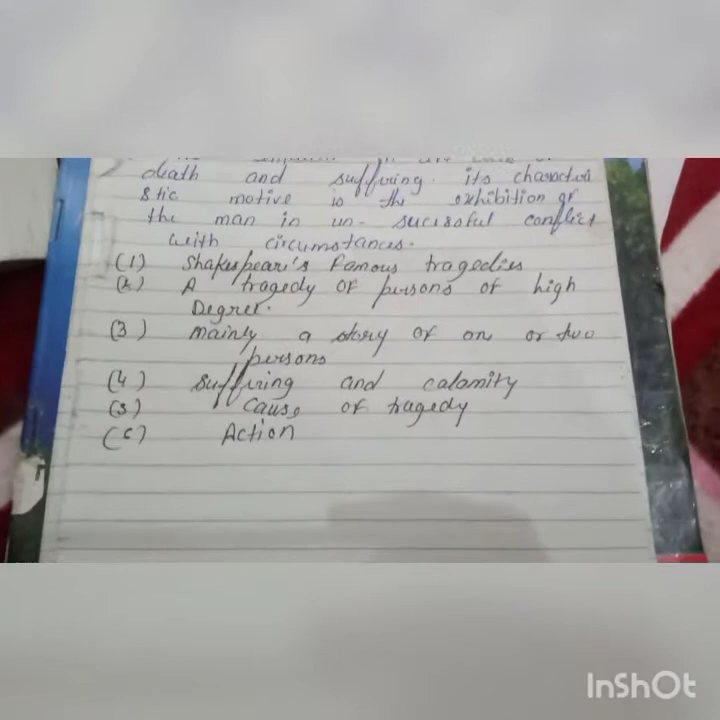 death and suffering. its characteri
stic motive is the exhibition of
the man in un- sucessful conflict
with circumstances.
(1) Shakespear's Famous tragedies
(2) A tragedy of persons of high
Degree.
(3) mainly a story of one or two
persons
(4) suffiring and calamity
(5) cause of tragedy
(6) Action
InShOt